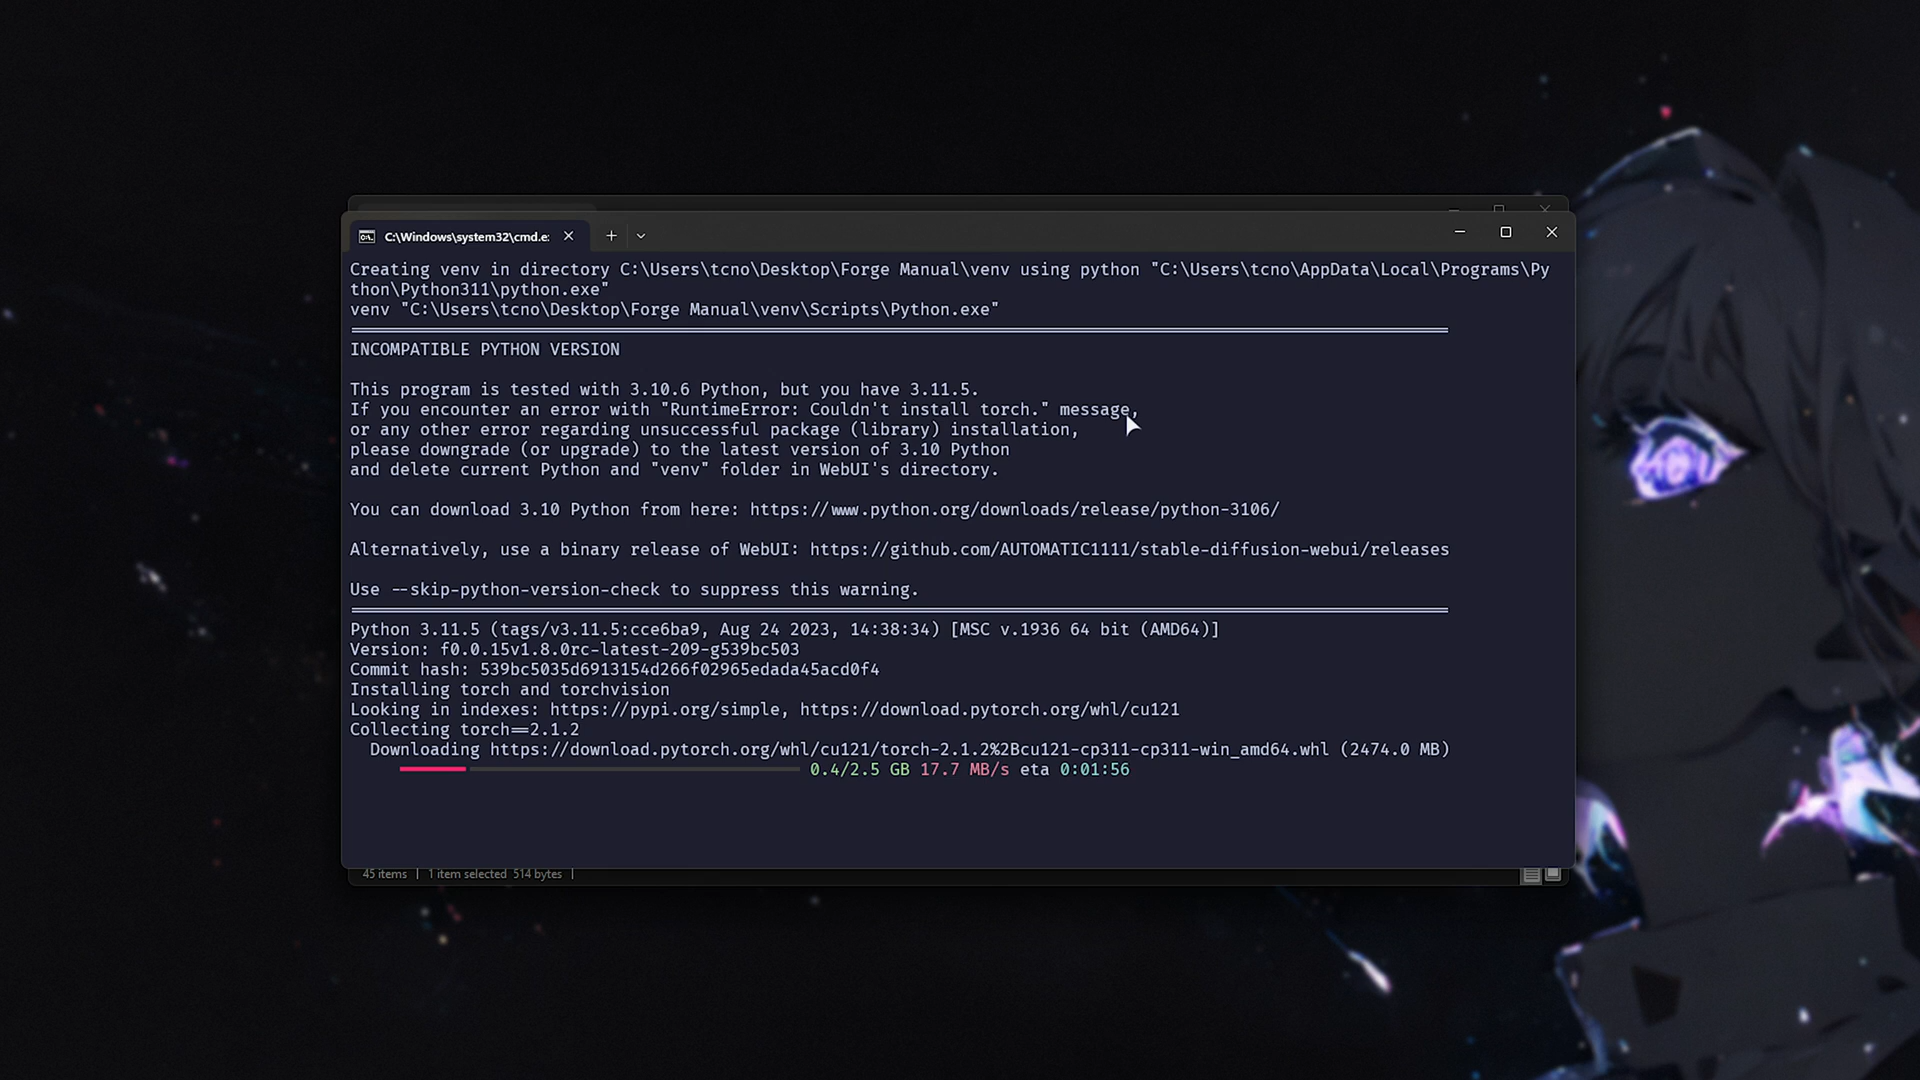 C:\Windows\system32\cmd.e:
Creating venv in directory C:\Users\tcno\Desktop\Forge Manual\venv using python "C:\Users\tcno\AppData\Local\Programs\Py
thon\Python311\python.exe"
venv "C:\Users\tcno\Desktop\Forge Manual\venv\Scripts\Python.exe"
INCOMPATIBLE PYTHON VERSION
This program is tested with 3.10.6 Python, but you have 3.11.5.
If you encounter an error with "RuntimeError: Couldn't install torch." message,
or any other error regarding unsuccessful package (library) installation,
please downgrade (or upgrade) to the latest version of 3.10 Python
and delete current Python and "venv" folder in WebUI's directory.
You can download 3.10 Python from here: https://www.python.org/downloads/release/python-3106/
Alternatively, use a binary release of WebUI: https://github.com/AUTOMATIC1111/stable-diffusion-webui/releases
Use --skip-python-version-check to suppress this warning.
Python 3.11.5 (tags/v3.11.5:cce6ba9, Aug 24 2023, 14:38:34) [MSC v.1936 64 bit (AMD64)]
Version: f0.0.15v1.8.0rc-latest-209-g539bc503
Commit hash: 539bc5035d6913154d266f02965edada45acd0f4
Installing torch and torchvision
Looking in indexes: https://pypi.org/simple, https://download.pytorch.org/whl/cu121
Collecting torch==2.1.2
Downloading https://download.pytorch.org/whl/cu121/torch-2.1.2%2Bcu121-cp311-cp311-win_amd64.whl (2474.0 MB)
0.4/2.5 GB 17.7 MB/s eta 0:01:56
45 items | 1 item selected 514 bytes |